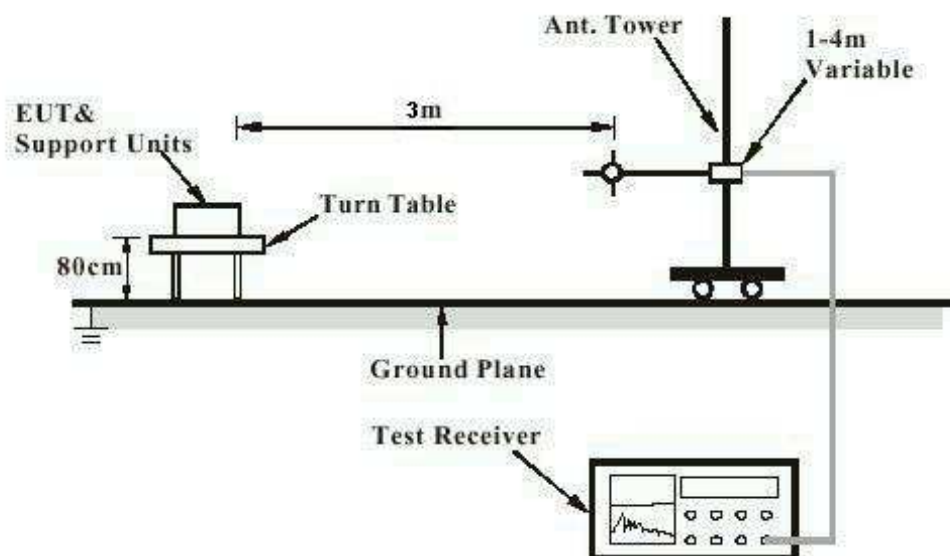 Ant. Tower
1-4m
Variable
3m
EUT&
Support Units
Turn Table
80cm
Ground Plane
Test Receiver